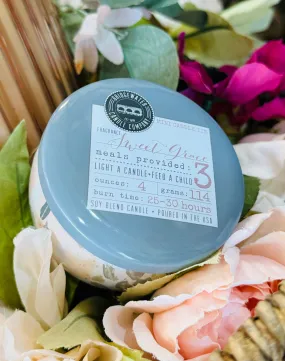 BRIDGEWATER
CANDLE COMPANY
FRAGRANCE
Sweet Grace
meals provided: 3
LIGHT A CANDLE • FEED A CHILD
ounces: 4 grams: 114
burn time: 25-30 hours
SOY BLEND CANDLE • POURED IN THE USA